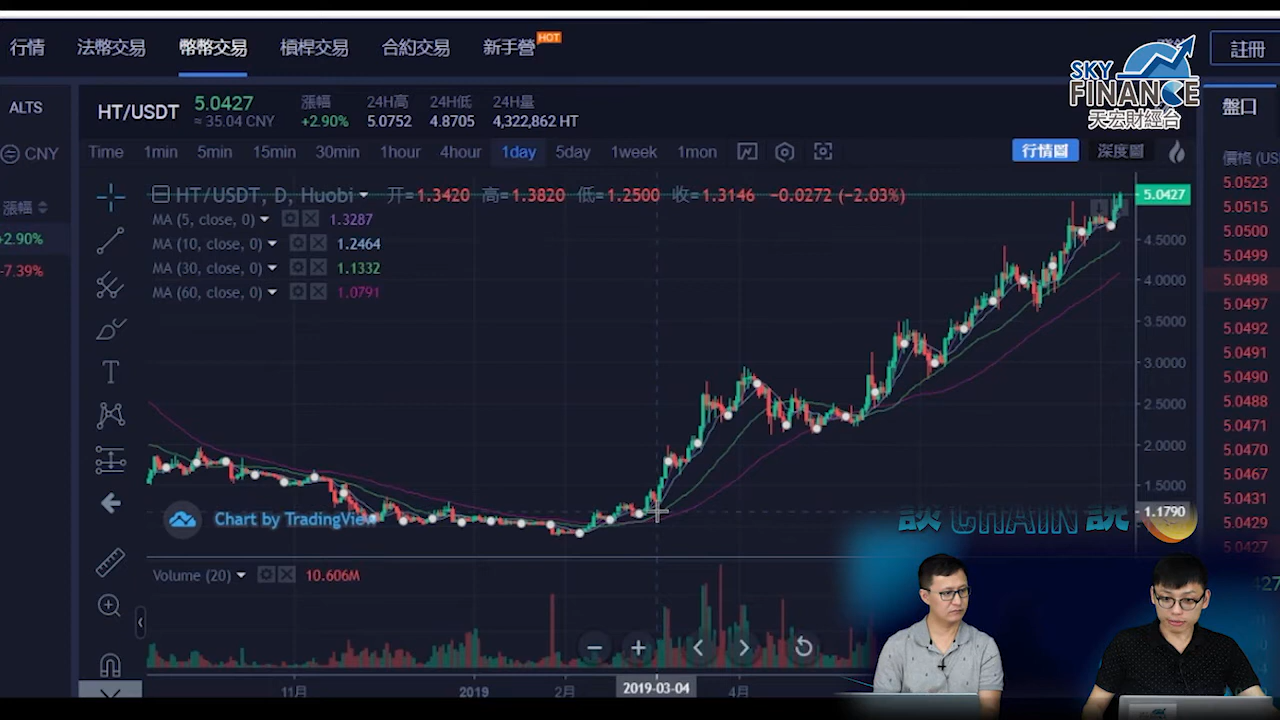 行情 法幣交易 幣幣交易 槓桿交易 合約交易 新手營 HOT 註冊
SKY
FINANCE
天宏財經台
ALTS
CNY
漲幅
+2.90%
-7.39%
HT/USDT 5.0427 ≈ 35.04 CNY
漲幅 24H高 24H低 24H量
+2.90% 5.0752 4.8705 4,322,862 HT
盤口
Time 1min 5min 15min 30min 1hour 4hour 1day 5day 1week 1mon 行情圖 深度圖
價格 (US
HT/USDT, D, Huobi 开=1.3420 高=1.3820 低=1.2500 收=1.3146 -0.0272 (-2.03%)
MA (5, close, 0) 1.3287
MA (10, close, 0) 1.2464
MA (30, close, 0) 1.1332
MA (60, close, 0) 1.0791
5.0427
4.5000
4.0000
3.5000
3.0000
2.5000
2.0000
1.5000
1.1790
5.0523
5.0515
5.0500
5.0499
5.0498
5.0497
5.0492
5.0491
5.0490
5.0488
5.0471
5.0470
5.0467
5.0431
5.0429
5.0427
Chart by TradingView
談 CHAIN 說
Volume (20) 10.606M
11月 2019 2月 2019-03-04 4月